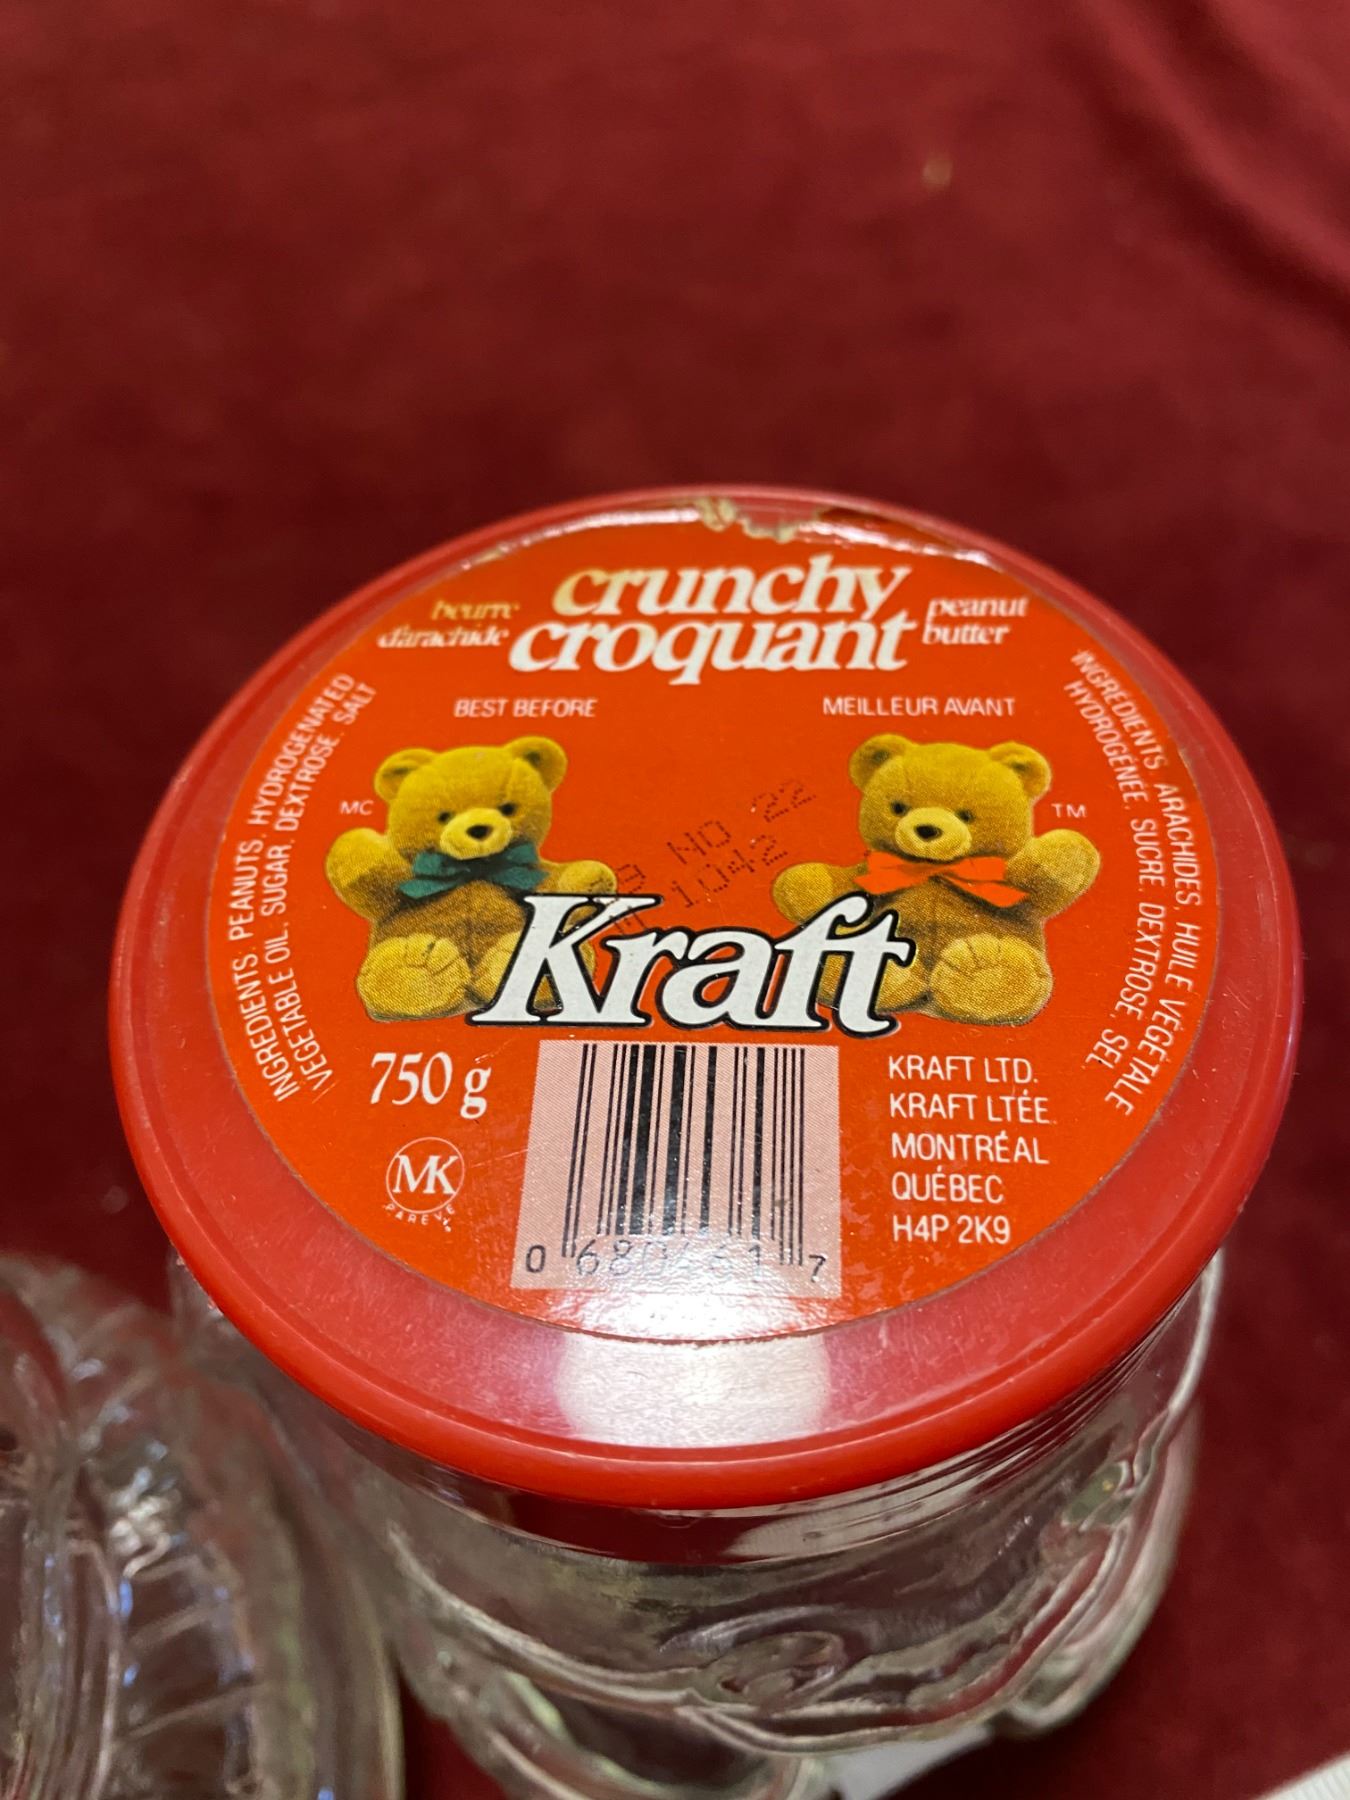 crunchy
beurre
d'arachide
croquant
peanut
butter
BEST BEFORE
MEILLEUR AVANT
INGREDIENTS. PEANUTS, HYDROGENATED
VEGETABLE OIL, SUGAR, DEXTROSE, SALT
INGRÉDIENTS. ARACHIDES, HUILE VÉGÉTALE
HYDROGÉNÉE, SUCRE, DEXTROSE, SEL
MC
TM
NO 22
1042
Kraft
750 g
MK
PAREVE
KRAFT LTD.
KRAFT LTÉE
MONTRÉAL
QUÉBEC
H4P 2K9